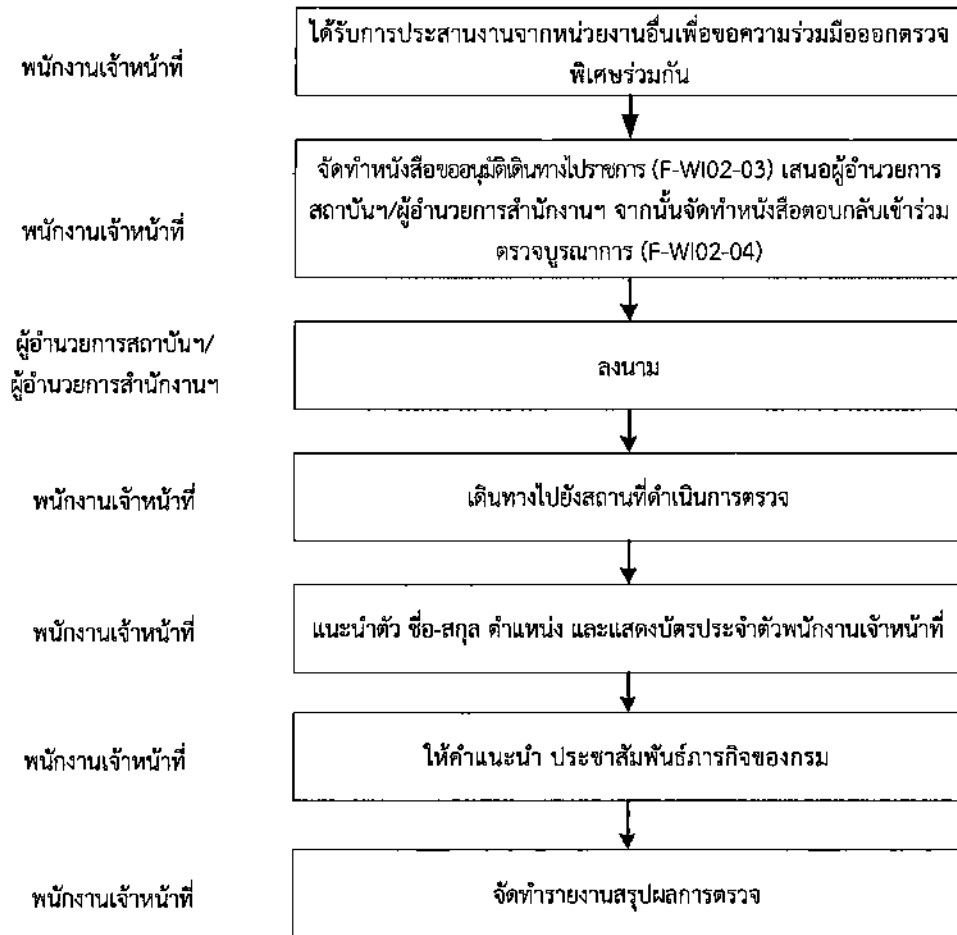 ได้รับการประสานงานจากหน่วยงานอื่นเพื่อขอความร่วมมือออกตรวจ
พนักงานเจ้าหน้าที่
พิเศษร่วมกัน
จัดทำหนังสือขออนุมัติเดินทางไปราชการ (F-WI02-03) เสนอผู้อำนวยการ
พนักงานเจ้าหน้าที่
สถาบันฯ/ผู้อำนวยการสำนักงานฯ จากนั้นจัดทำหนังสือตอบกลับเข้าร่วม
ตรวจบูรณาการ (F-WI02-04)
ผู้อำนวยการสถาบันฯ/
ผู้อำนวยการสำนักงานฯ
ลงนาม
พนักงานเจ้าหน้าที่
เดินทางไปยังสถานที่ดำเนินการตรวจ
พนักงานเจ้าหน้าที่
แนะนำตัว ชื่อ-สกุล ตำแหน่ง และแสดงบัตรประจำตัวพนักงานเจ้าหน้าที่
พนักงานเจ้าหน้าที่
ให้คำแนะนำ ประชาสัมพันธ์ภารกิจของกรม
พนักงานเจ้าหน้าที่
จัดทำรายงานสรุปผลการตรวจ